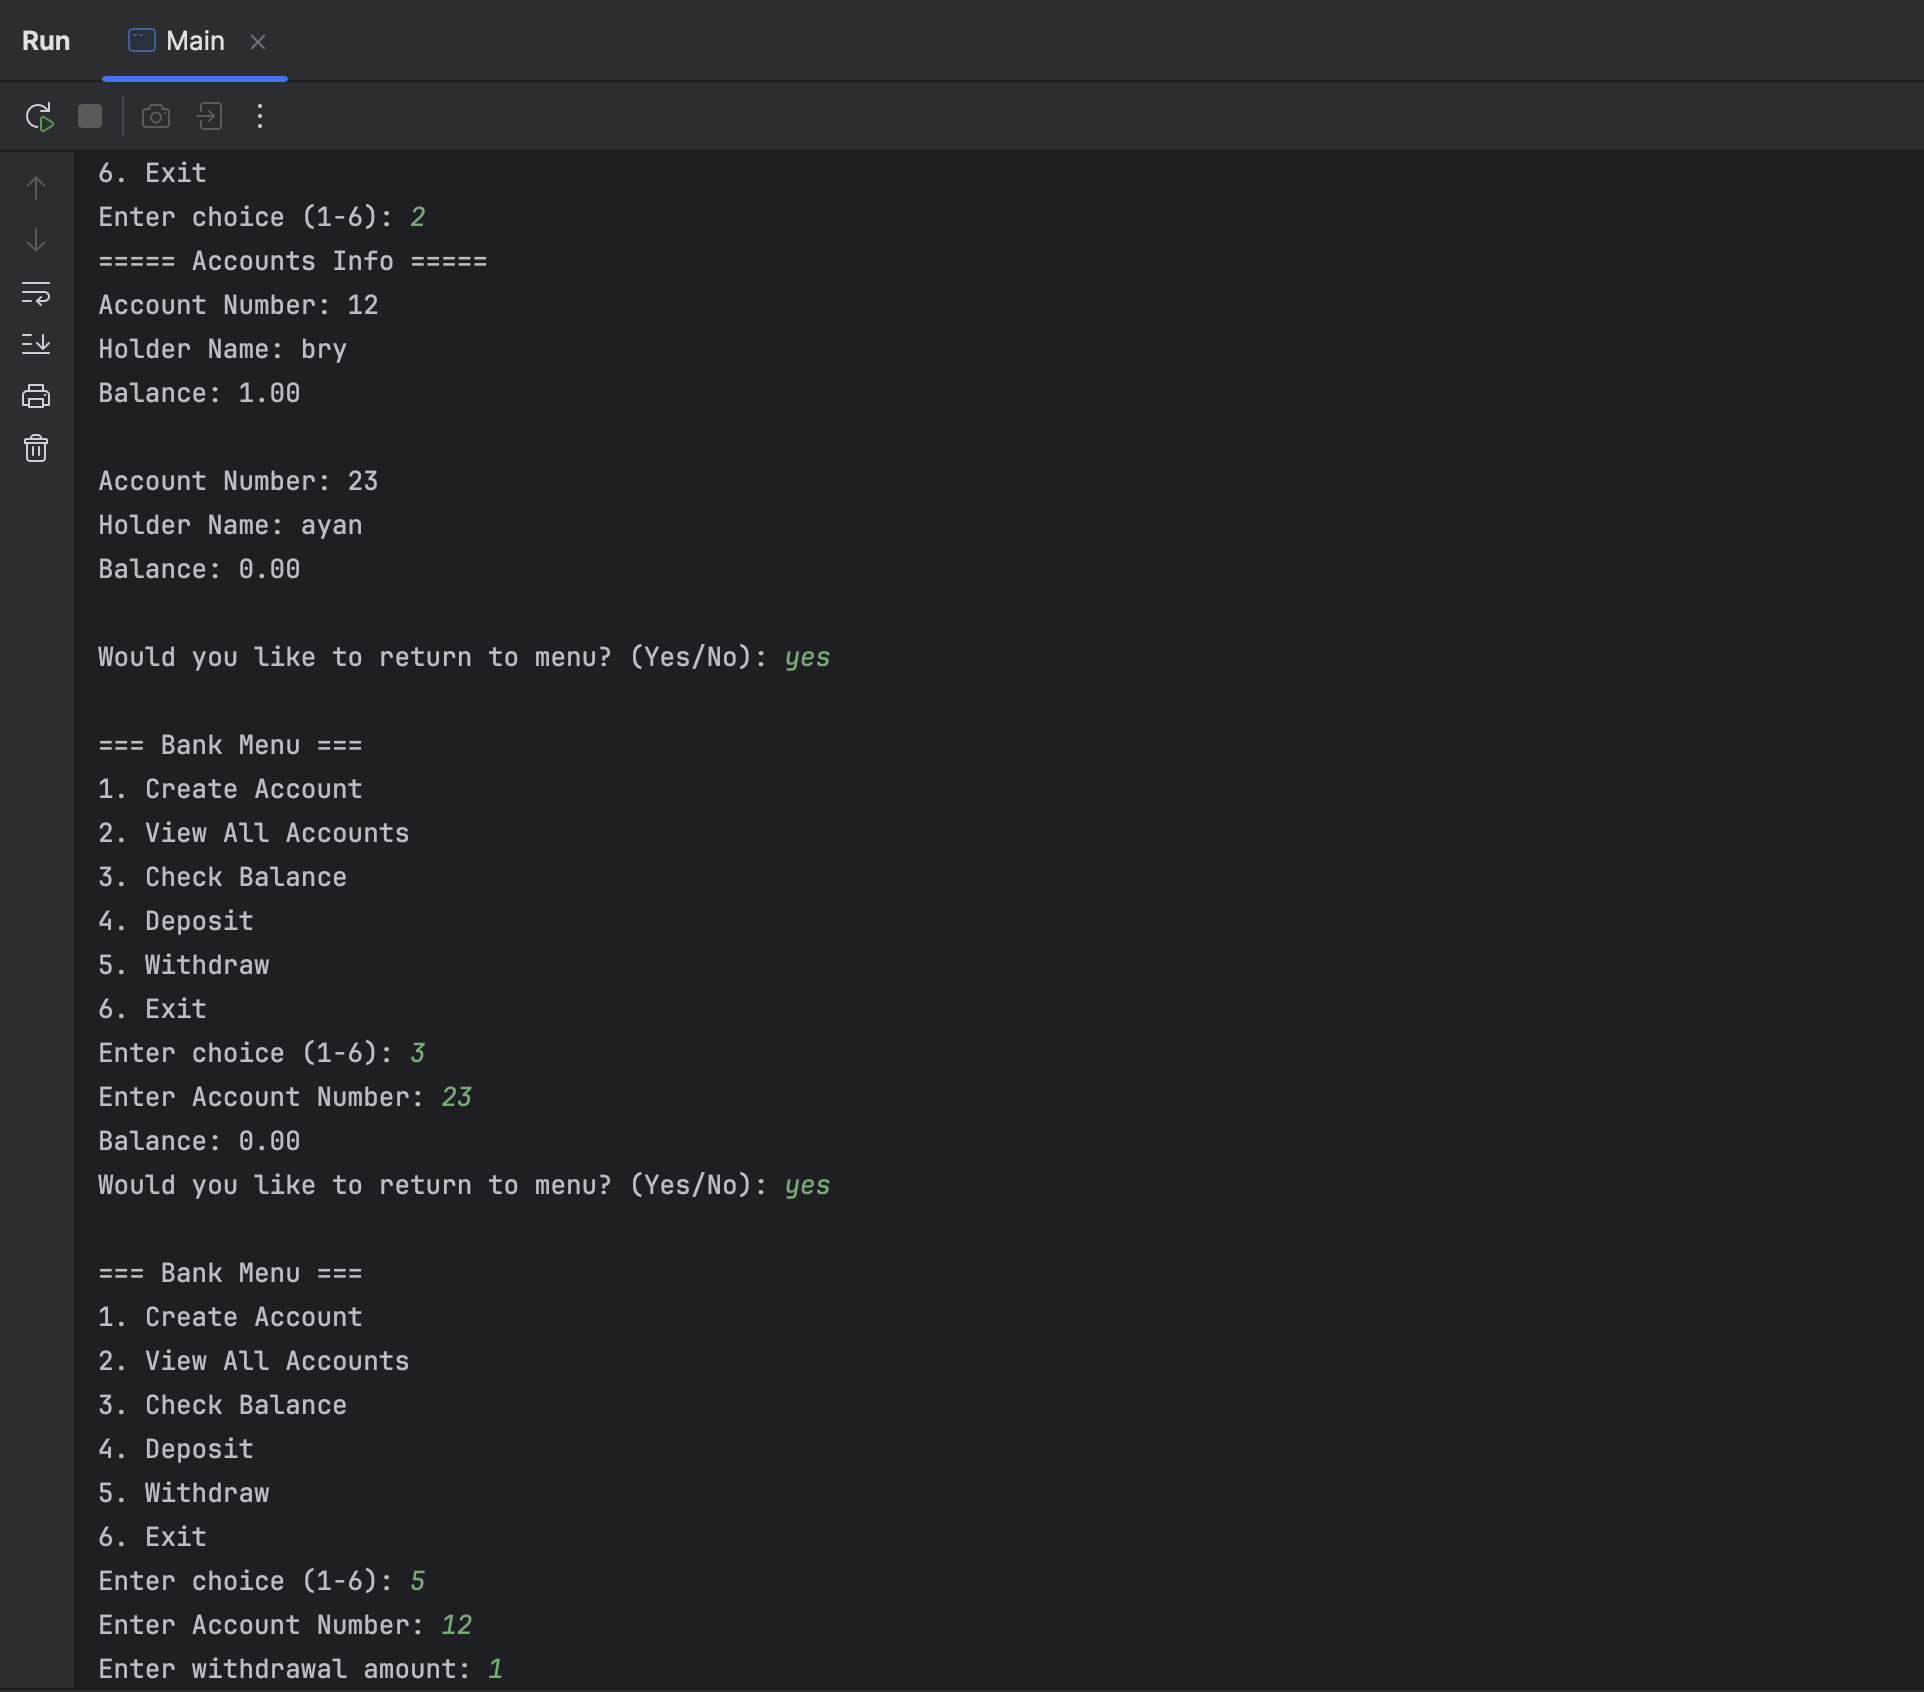 Run Main
6. Exit
Enter choice (1-6): 2
===== Accounts Info =====
Account Number: 12
Holder Name: bry
Balance: 1.00
Account Number: 23
Holder Name: ayan
Balance: 0.00
Would you like to return to menu? (Yes/No): yes
=== Bank Menu ===
1. Create Account
2. View All Accounts
3. Check Balance
4. Deposit
5. Withdraw
6. Exit
Enter choice (1-6): 3
Enter Account Number: 23
Balance: 0.00
Would you like to return to menu? (Yes/No): yes
=== Bank Menu ===
1. Create Account
2. View All Accounts
3. Check Balance
4. Deposit
5. Withdraw
6. Exit
Enter choice (1-6): 5
Enter Account Number: 12
Enter withdrawal amount: 1